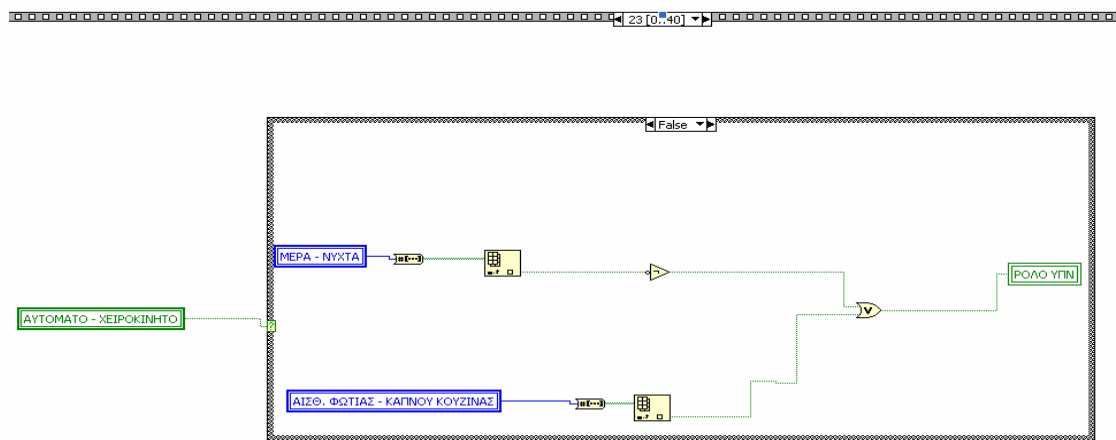 23 [0..40]
False
ΜΕΡΑ - ΝΥΧΤΑ
ΡΟΛΟ ΥΠΝ
ΑΥΤΟΜΑΤΟ - ΧΕΙΡΟΚΙΝΗΤΟ
?
ΑΙΣΘ. ΦΩΤΙΑΣ - ΚΑΠΝΟΥ ΚΟΥΖΙΝΑΣ